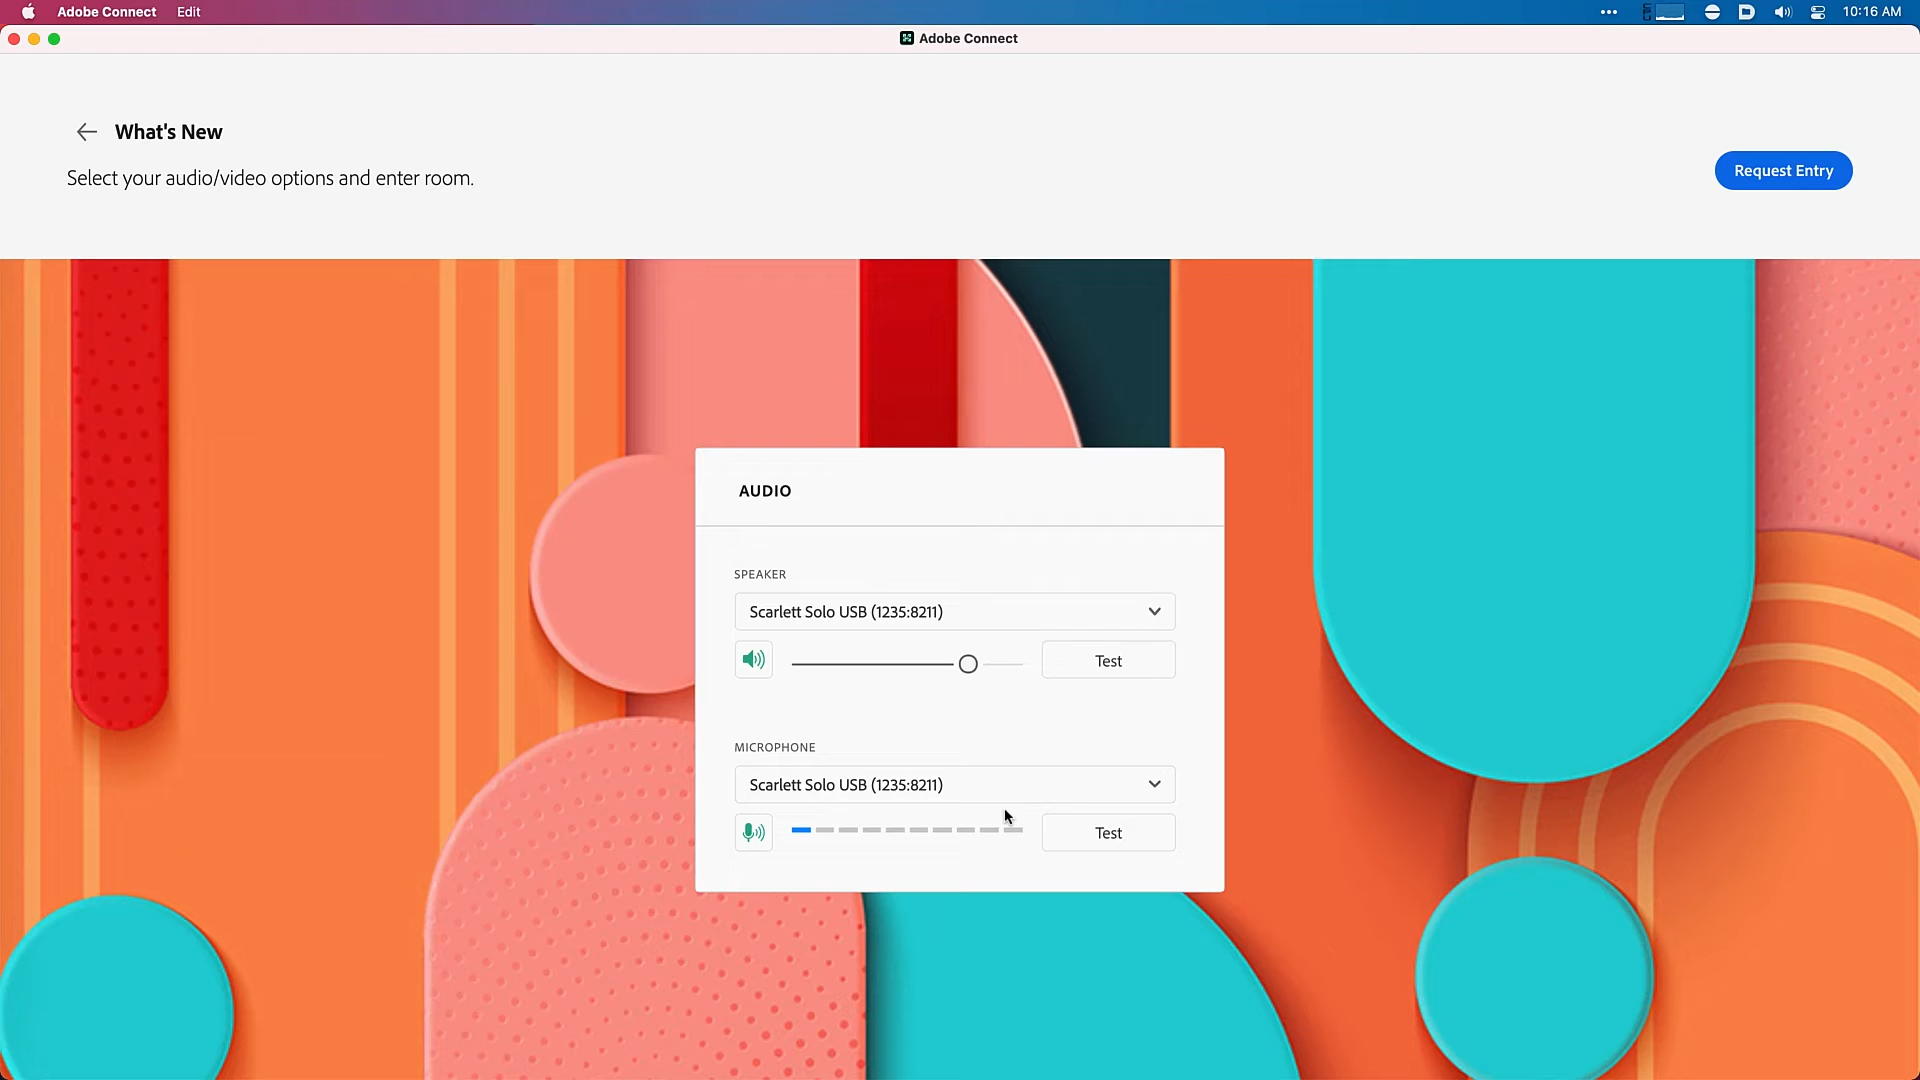 Adobe Connect Edit
10:16 AM
Adobe Connect
What's New
Select your audio/video options and enter room.
Request Entry
AUDIO
SPEAKER
Scarlett Solo USB (1235:8211)
Test
MICROPHONE
Scarlett Solo USB (1235:8211)
Test